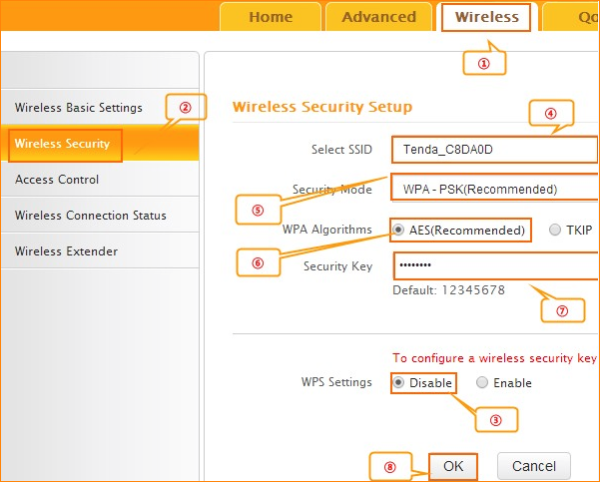 Home Advanced Wireless Qo
①
Wireless Basic Settings ②
Wireless Security Setup
④
Wireless Security
Select SSID Tenda_C8DA0D
Access Control
Security Mode WPA - PSK(Recommended)
⑤
Wireless Connection Status
WPA Algorithms AES(Recommended) TKIP
Wireless Extender
⑥
Security Key ••••••••
Default: 12345678
⑦
To configure a wireless security key
WPS Settings Disable Enable
③
⑧ OK Cancel